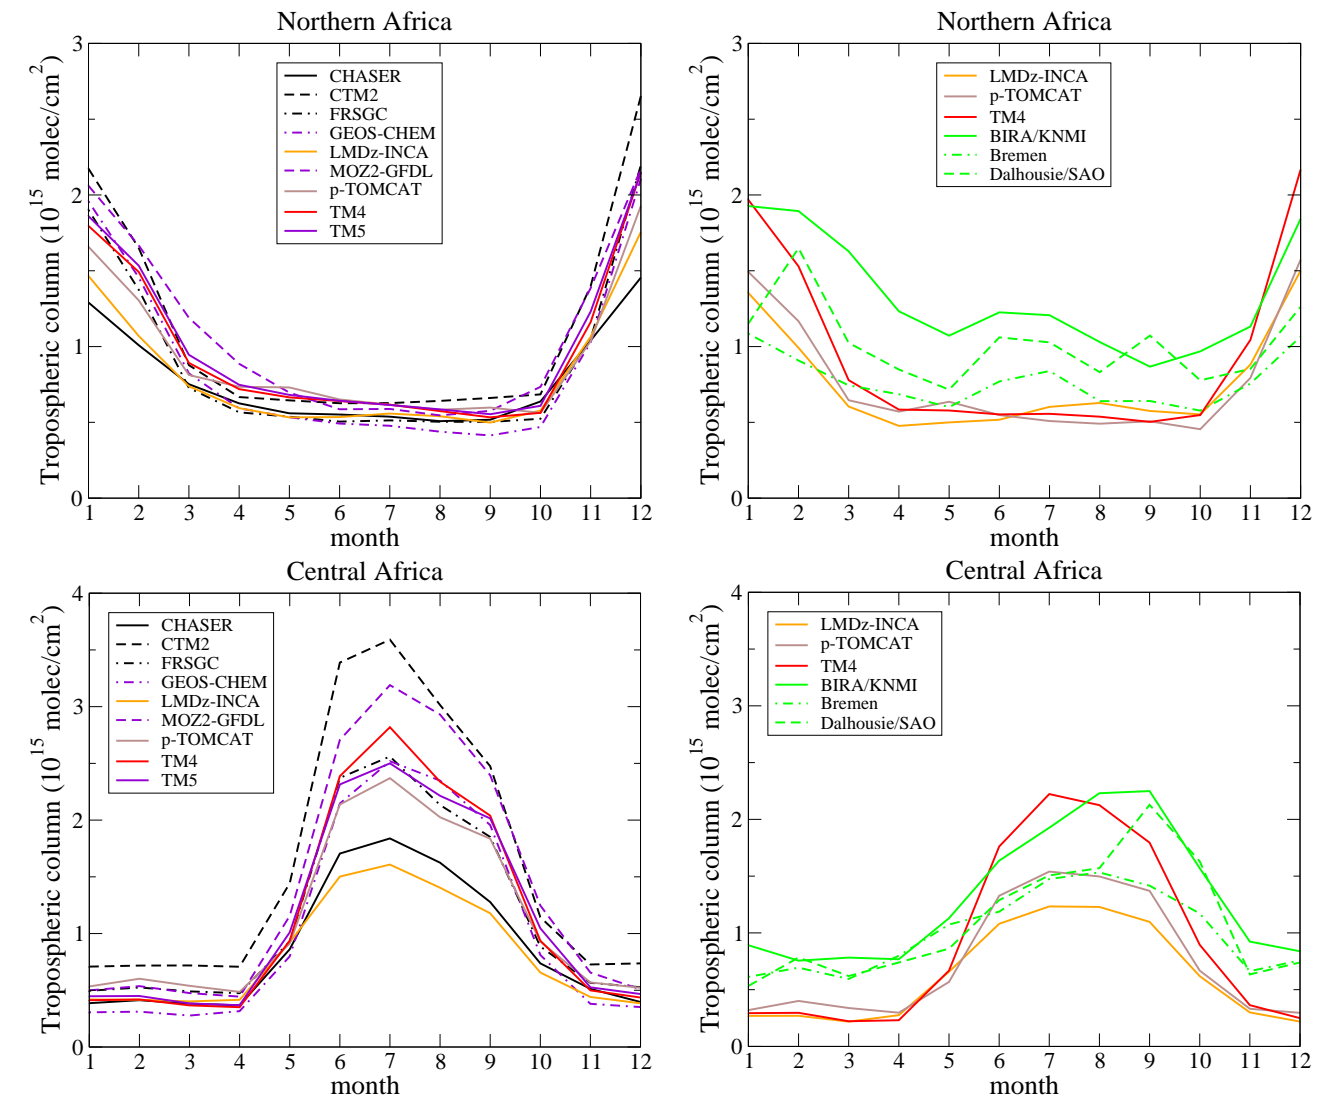 Northern Africa
Tropospheric column (10^15 molec/cm^2)
3
2
1
0
CHASER
CTM2
FRSGC
GEOS-CHEM
LMDz-INCA
MOZ2-GFDL
p-TOMCAT
TM4
TM5
1 2 3 4 5 6 7 8 9 10 11 12
month
Northern Africa
Tropospheric column (10^15 molec/cm^2)
3
2
1
0
LMDz-INCA
p-TOMCAT
TM4
BIRA/KNMI
Bremen
Dalhousie/SAO
1 2 3 4 5 6 7 8 9 10 11 12
month
Central Africa
Tropospheric column (10^15 molec/cm^2)
4
3
2
1
0
CHASER
CTM2
FRSGC
GEOS-CHEM
LMDz-INCA
MOZ2-GFDL
p-TOMCAT
TM4
TM5
1 2 3 4 5 6 7 8 9 10 11 12
month
Central Africa
Tropospheric column (10^15 molec/cm^2)
4
3
2
1
0
LMDz-INCA
p-TOMCAT
TM4
BIRA/KNMI
Bremen
Dalhousie/SAO
1 2 3 4 5 6 7 8 9 10 11 12
month